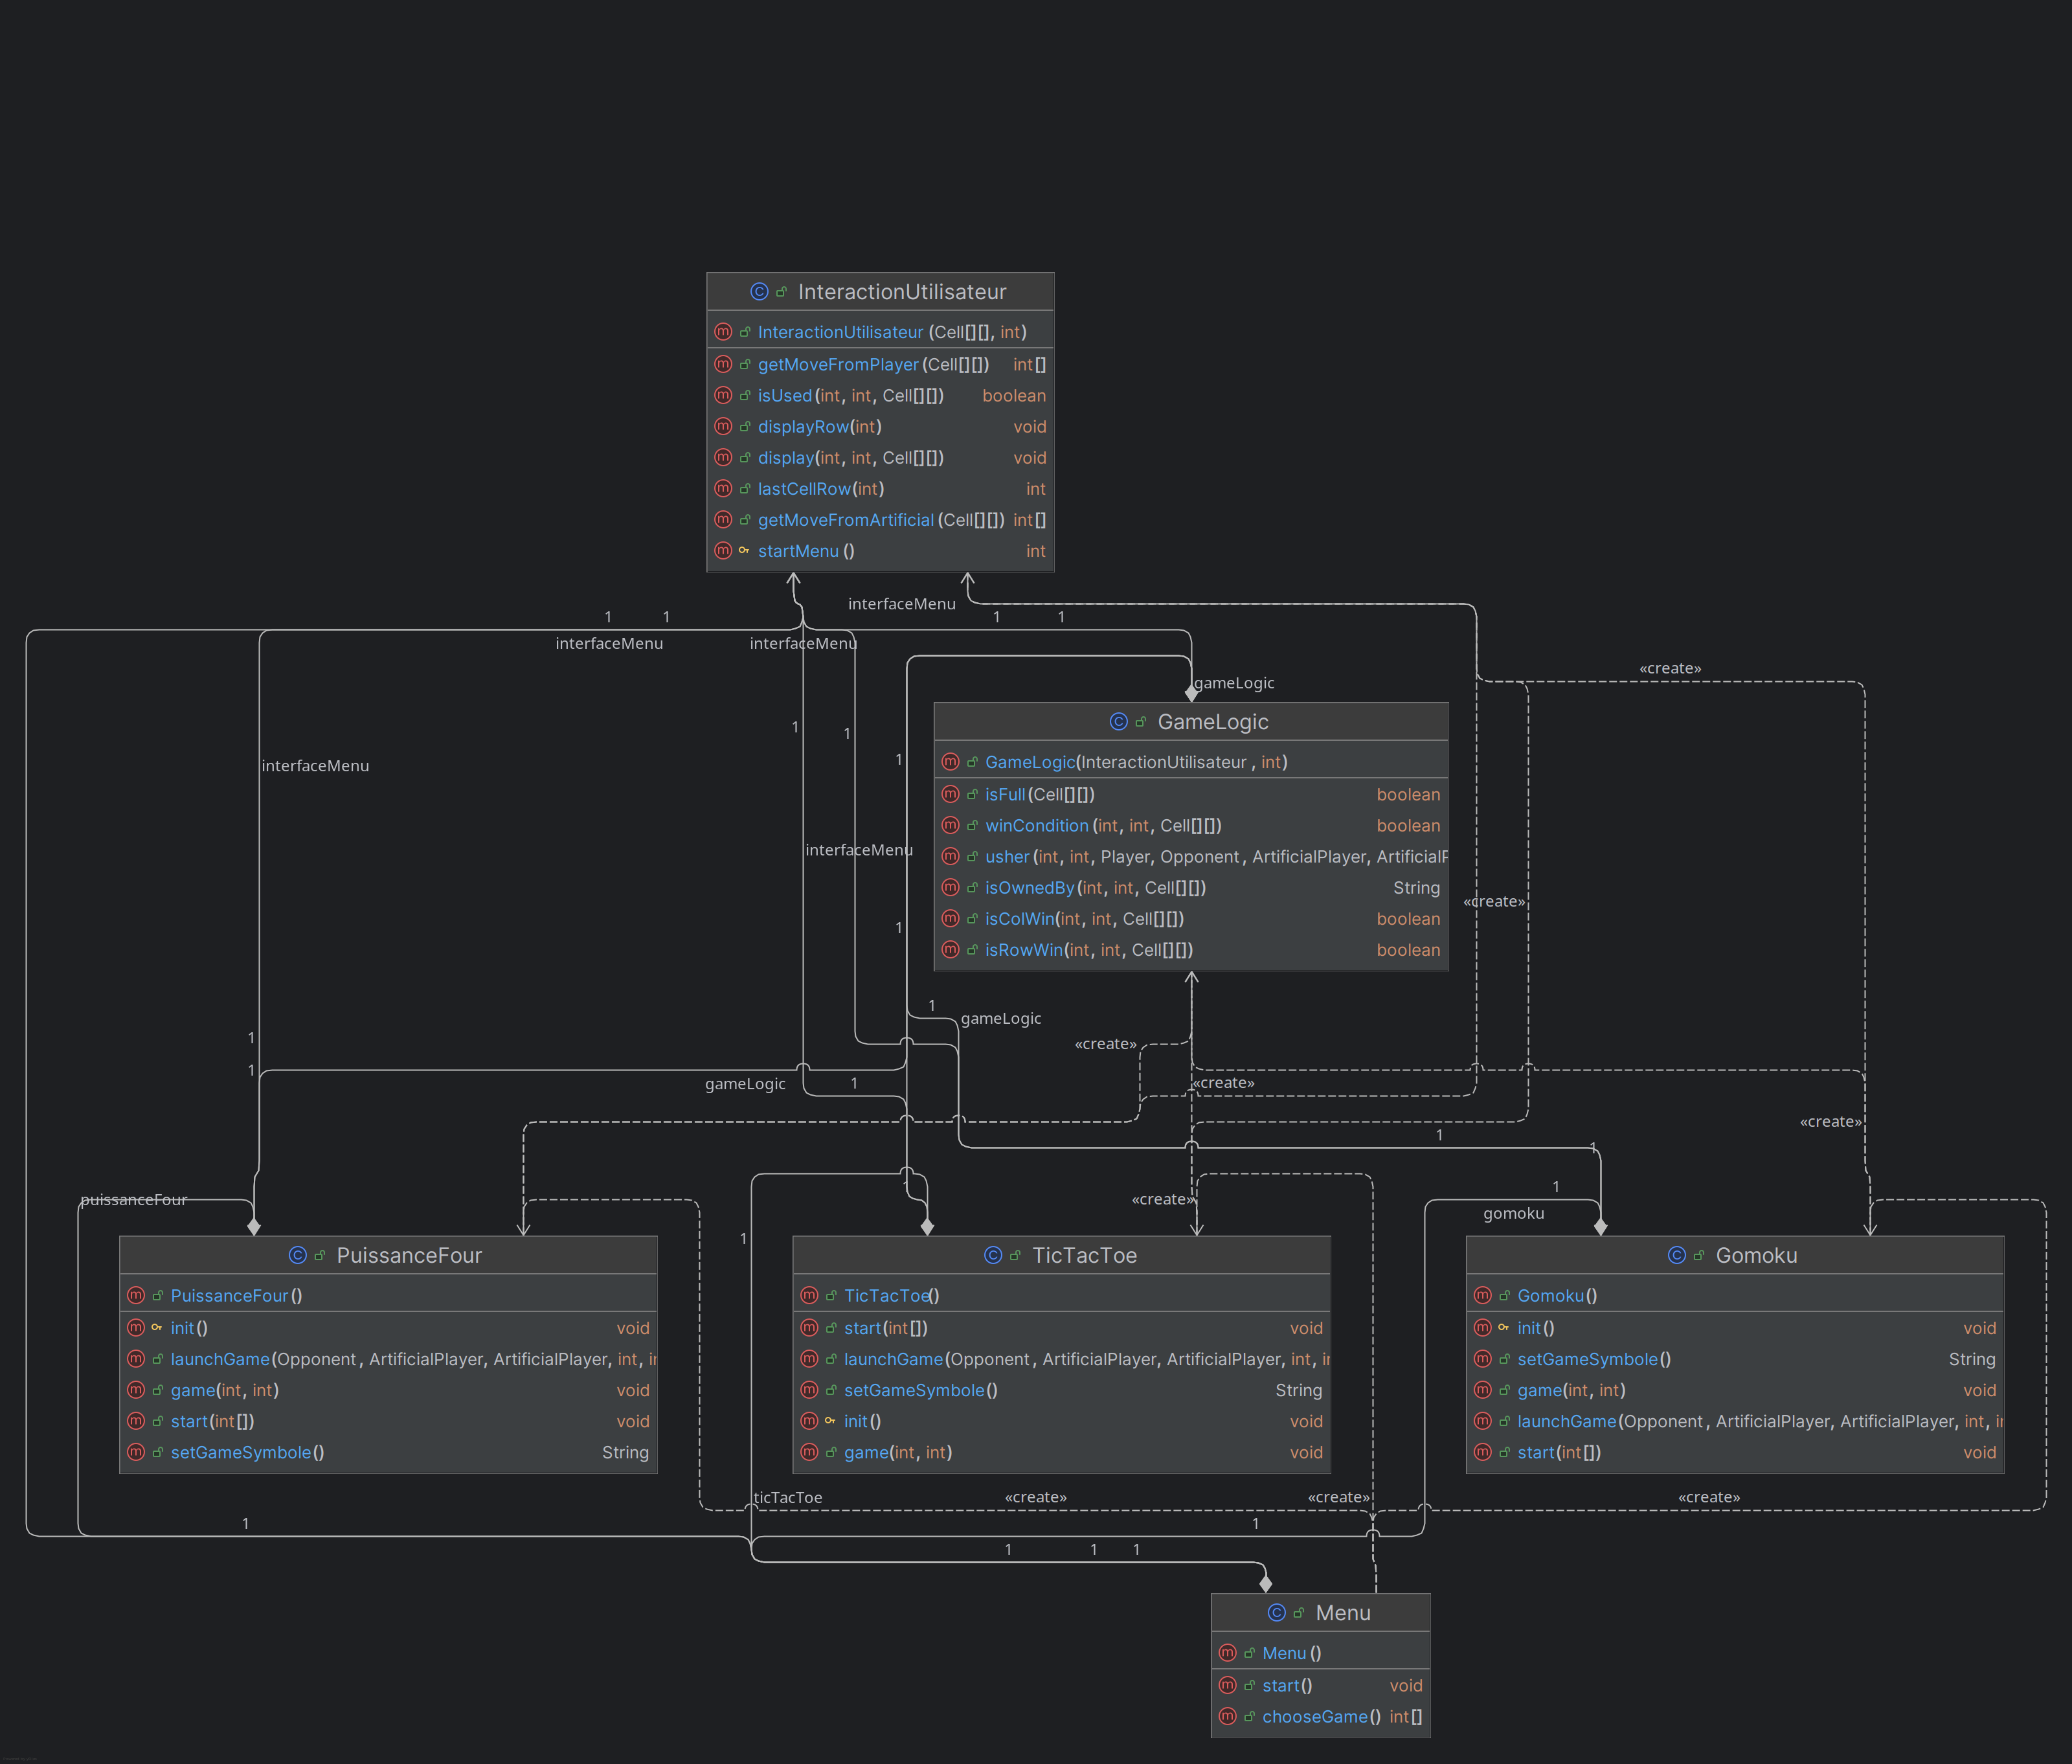 InteractionUtilisateur
InteractionUtilisateur(Cell[][], int)
getMoveFromPlayer(Cell[][]) int[]
isUsed(int, int, Cell[][]) boolean
displayRow(int) void
display(int, int, Cell[][]) void
lastCellRow(int) int
getMoveFromArtificial(Cell[][]) int[]
startMenu() int
interfaceMenu
1 1 1 1
interfaceMenu interfaceMenu
«create»
gameLogic
GameLogic
GameLogic(InteractionUtilisateur, int)
isFull(Cell[][]) boolean
winCondition(int, int, Cell[][]) boolean
usher(int, int, Player, Opponent, ArtificialPlayer, ArtificialP
isOwnedBy(int, int, Cell[][]) String
isColWin(int, int, Cell[][]) boolean
isRowWin(int, int, Cell[][]) boolean
1
1
1
interfaceMenu
interfaceMenu
«create»
1
1
gameLogic
1
«create»
1
gameLogic
1
«create»
«create»
1
1
puissanceFour
1
«create»
1
gomoku
1
PuissanceFour
PuissanceFour()
init() void
launchGame(Opponent, ArtificialPlayer, ArtificialPlayer, int, in
game(int, int) void
start(int[]) void
setGameSymbole() String
TicTacToe
TicTacToe()
start(int[]) void
launchGame(Opponent, ArtificialPlayer, ArtificialPlayer, int, in
setGameSymbole() String
init() void
game(int, int) void
Gomoku
Gomoku()
init() void
setGameSymbole() String
game(int, int) void
launchGame(Opponent, ArtificialPlayer, ArtificialPlayer, int, in
start(int[]) void
ticTacToe «create» «create» «create»
1 1
1 1 1
Menu
Menu()
start() void
chooseGame() int[]